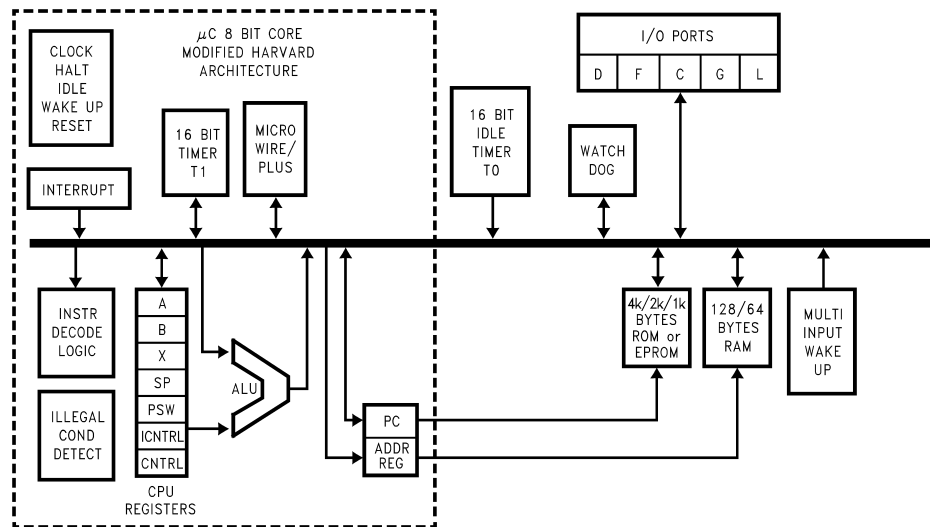 μC 8 BIT CORE
MODIFIED HARVARD
ARCHITECTURE
CLOCK
HALT
IDLE
WAKE UP
RESET
INTERRUPT
16 BIT
TIMER
T1
MICRO
WIRE/
PLUS
16 BIT
IDLE
TIMER
T0
WATCH
DOG
I/O PORTS
D F C G L
INSTR
DECODE
LOGIC
ILLEGAL
COND
DETECT
A
B
X
SP
PSW
ICNTRL
CNTRL
CPU
REGISTERS
ALU
PC
ADDR
REG
4k/2k/1k
BYTES
ROM or
EPROM
128/64
BYTES
RAM
MULTI
INPUT
WAKE
UP